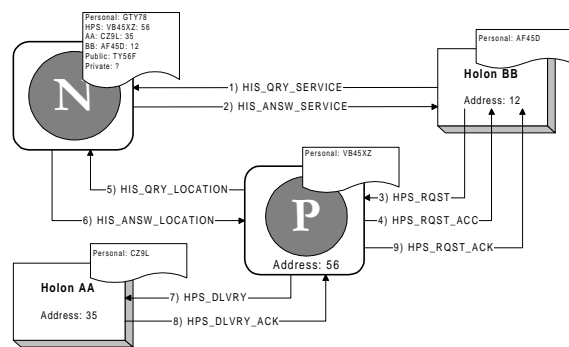 Personal: GTY78
HPS: VB45XZ: 56
AA: CZ9L: 35
BB: AF45D: 12
Public: TY56F
Private: ?
N
Personal: AF45D
Holon BB
Address: 12
1) HIS_QRY_SERVICE
2) HIS_ANSW_SERVICE
Personal: VB45XZ
P
Address: 56
3) HPS_RQST
4) HPS_RQST_ACC
9) HPS_RQST_ACK
5) HIS_QRY_LOCATION
6) HIS_ANSW_LOCATION
Personal: CZ9L
Holon AA
Address: 35
7) HPS_DLVRY
8) HPS_DLVRY_ACK